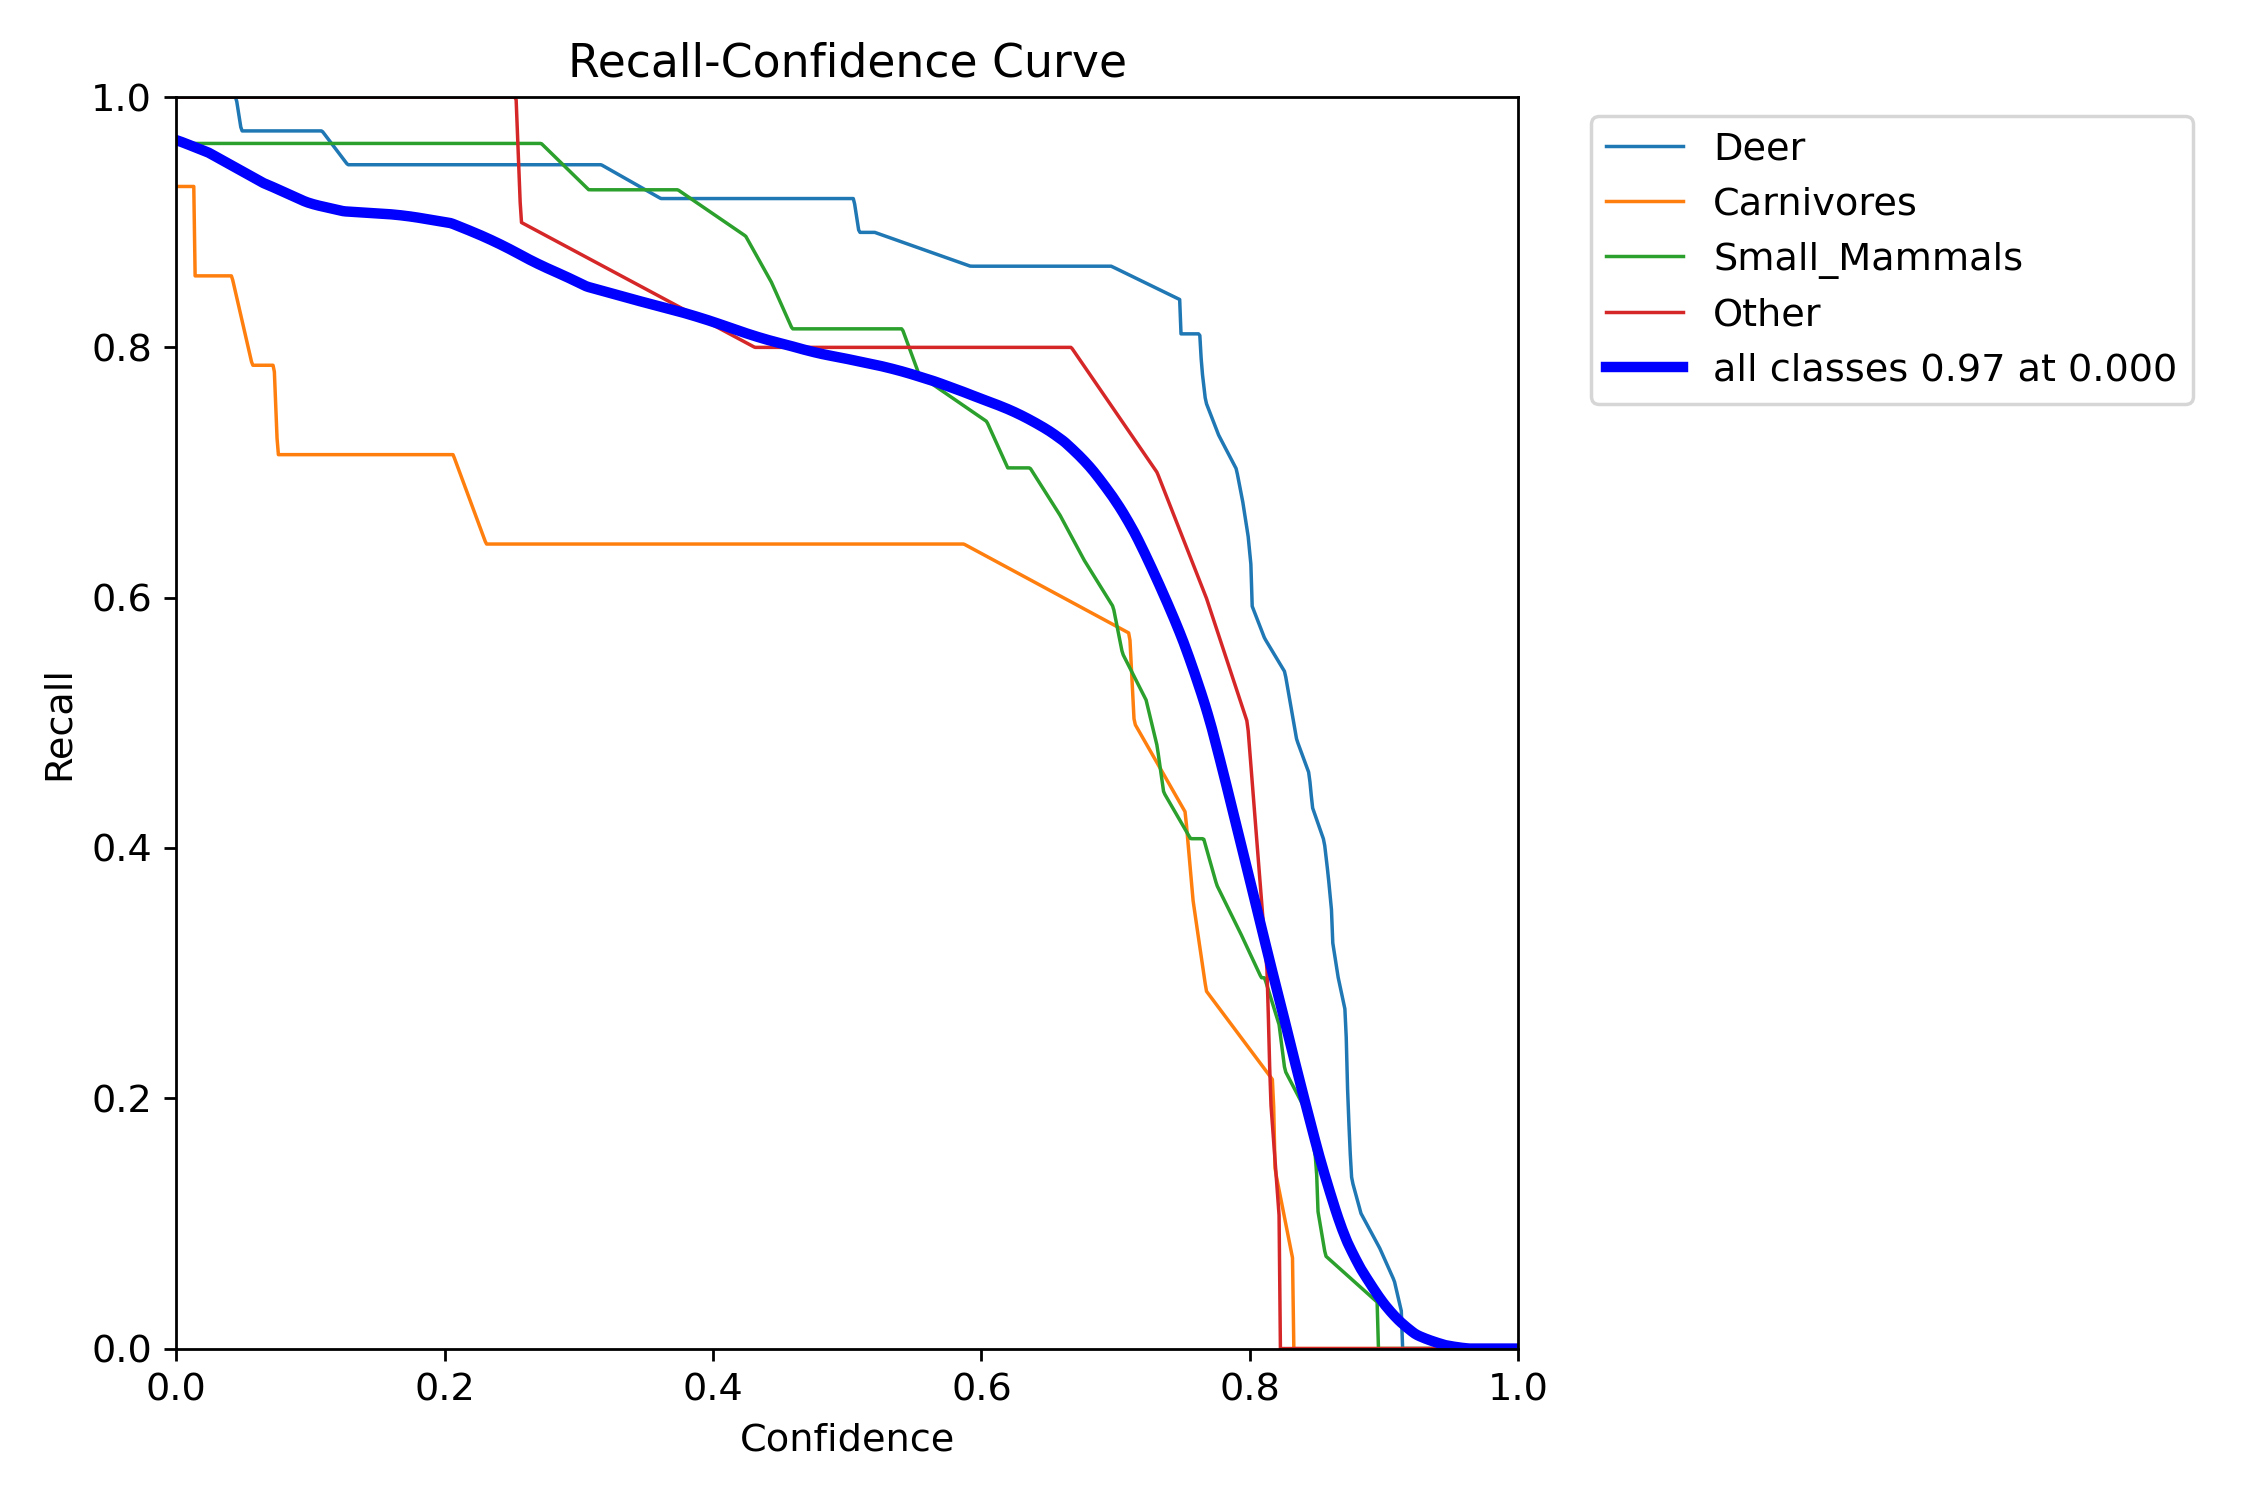 Recall-Confidence Curve
1.0
0.8
0.6
0.4
0.2
0.0
Recall
0.0 0.2 0.4 0.6 0.8 1.0
Confidence
Deer
Carnivores
Small_Mammals
Other
all classes 0.97 at 0.000